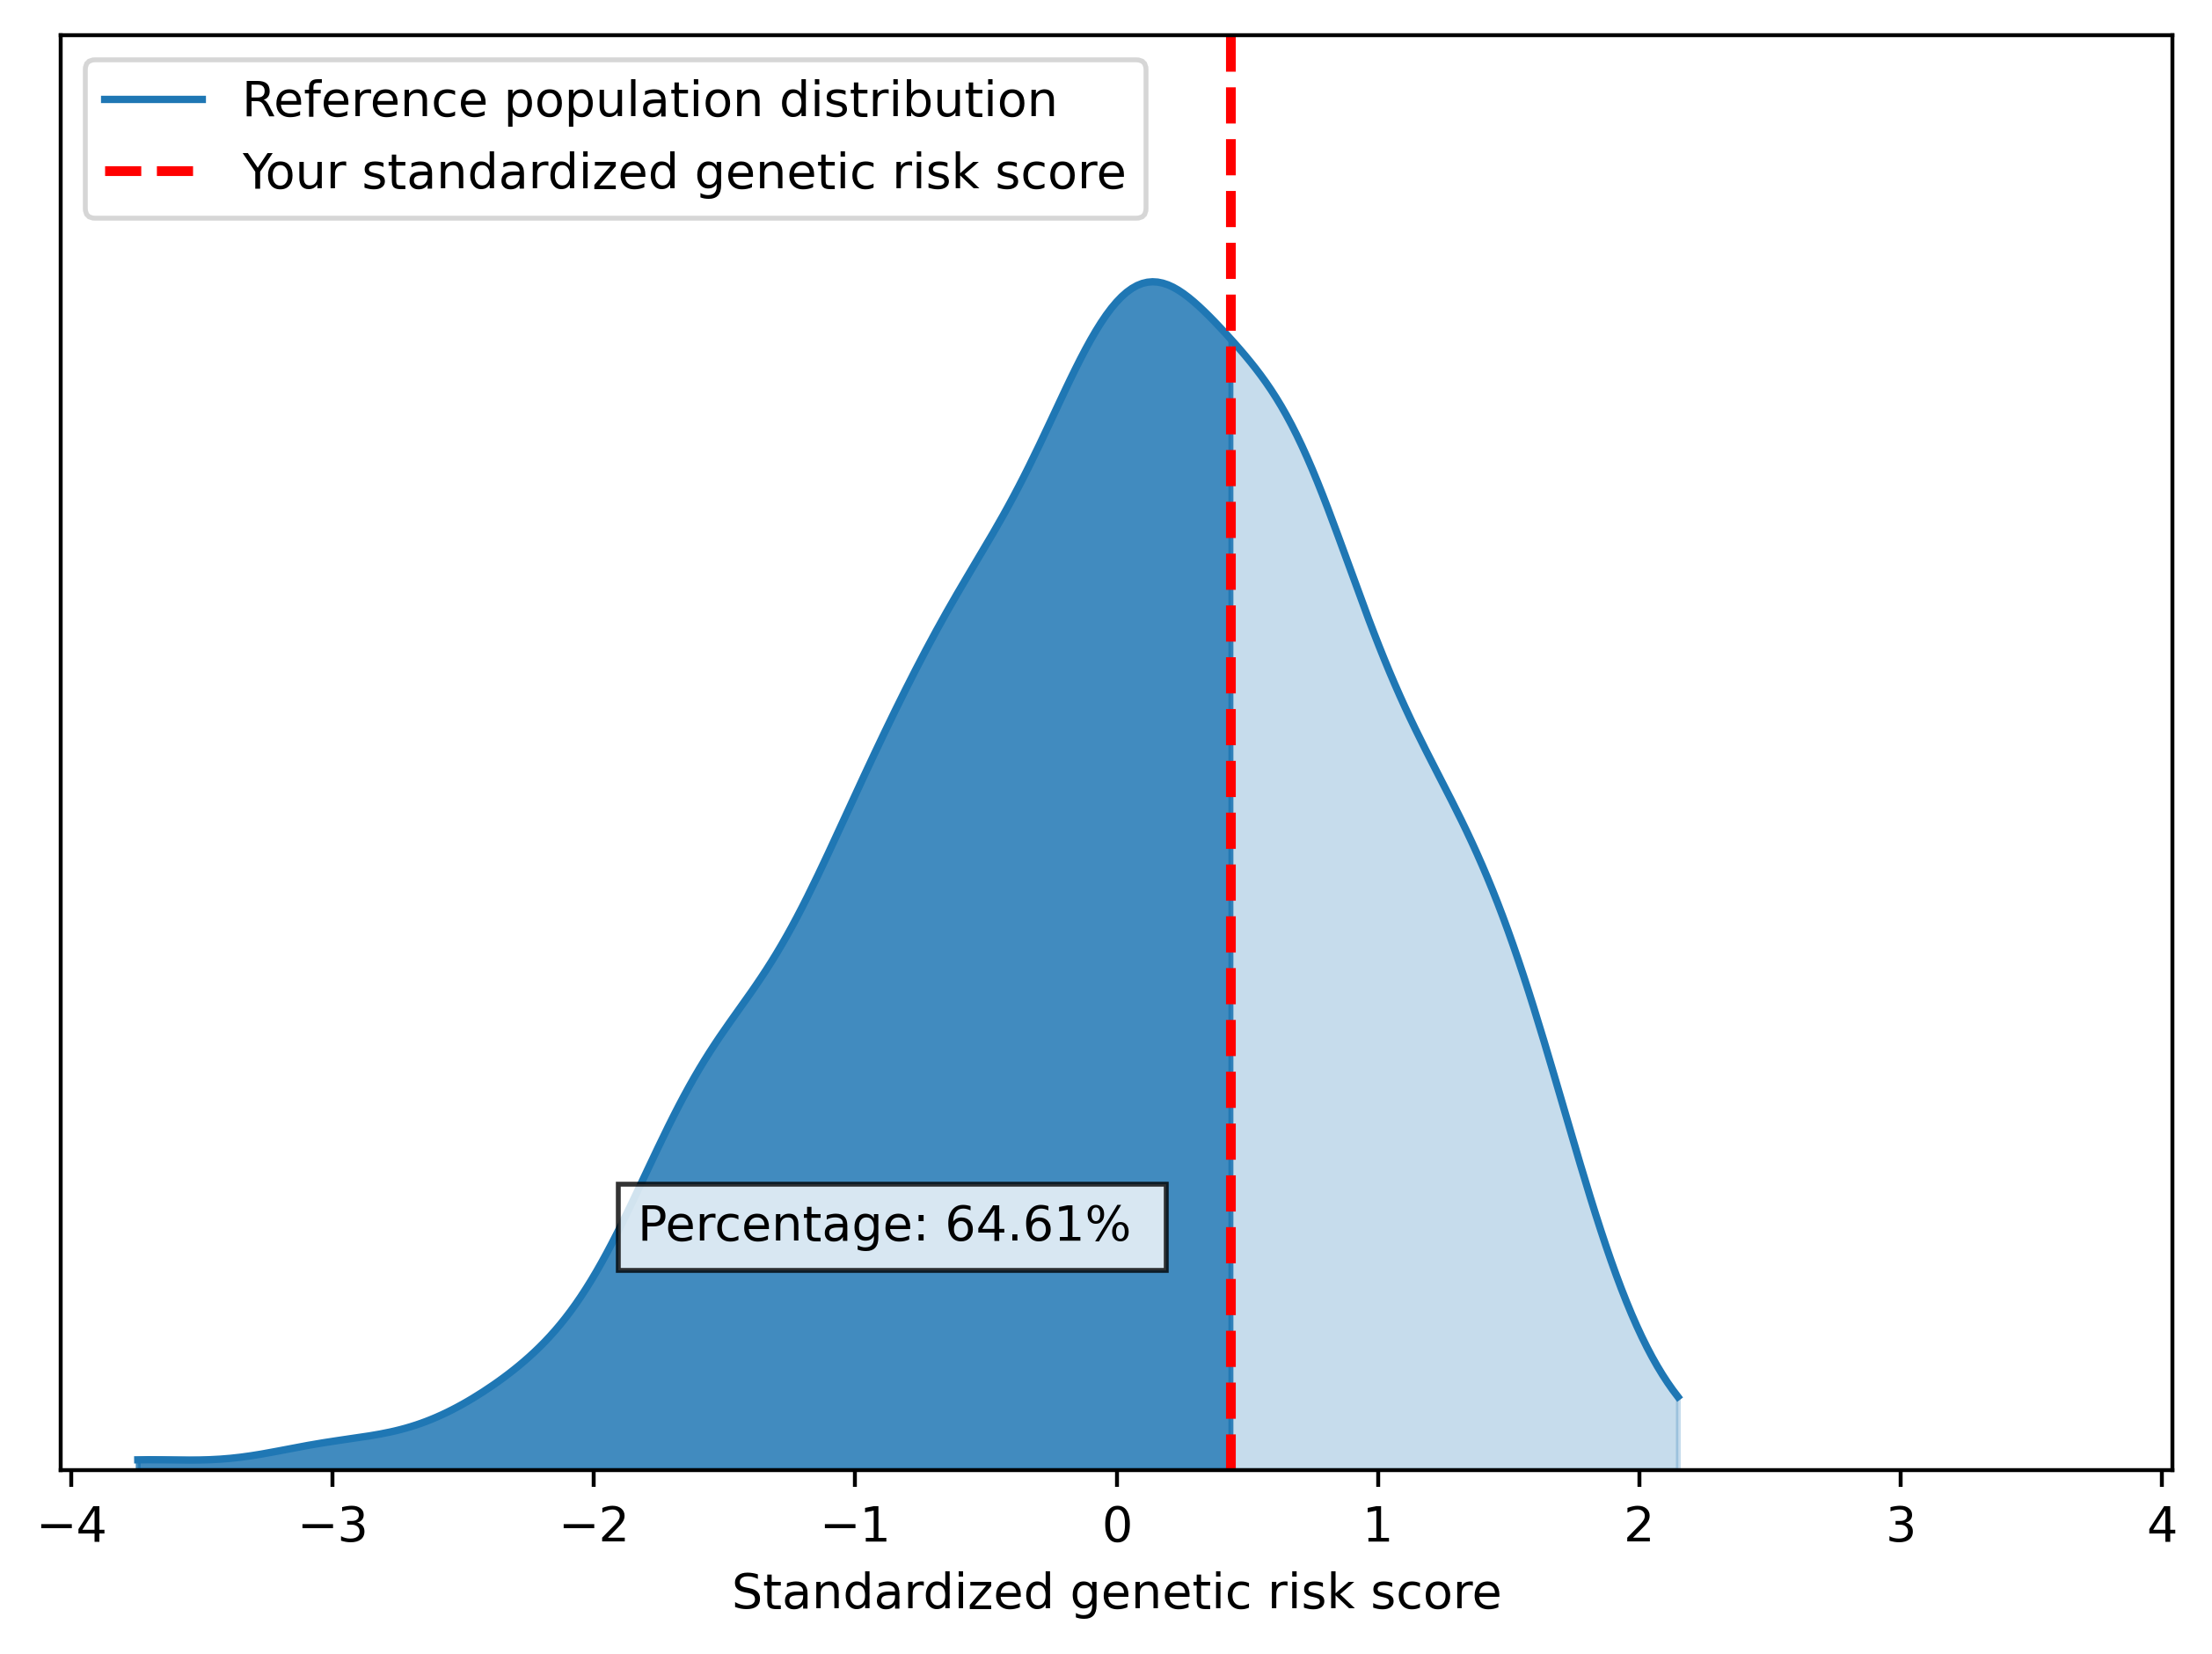 Reference population distribution
Your standardized genetic risk score
Percentage: 64.61%
−4 −3 −2 −1 0 1 2 3 4
Standardized genetic risk score